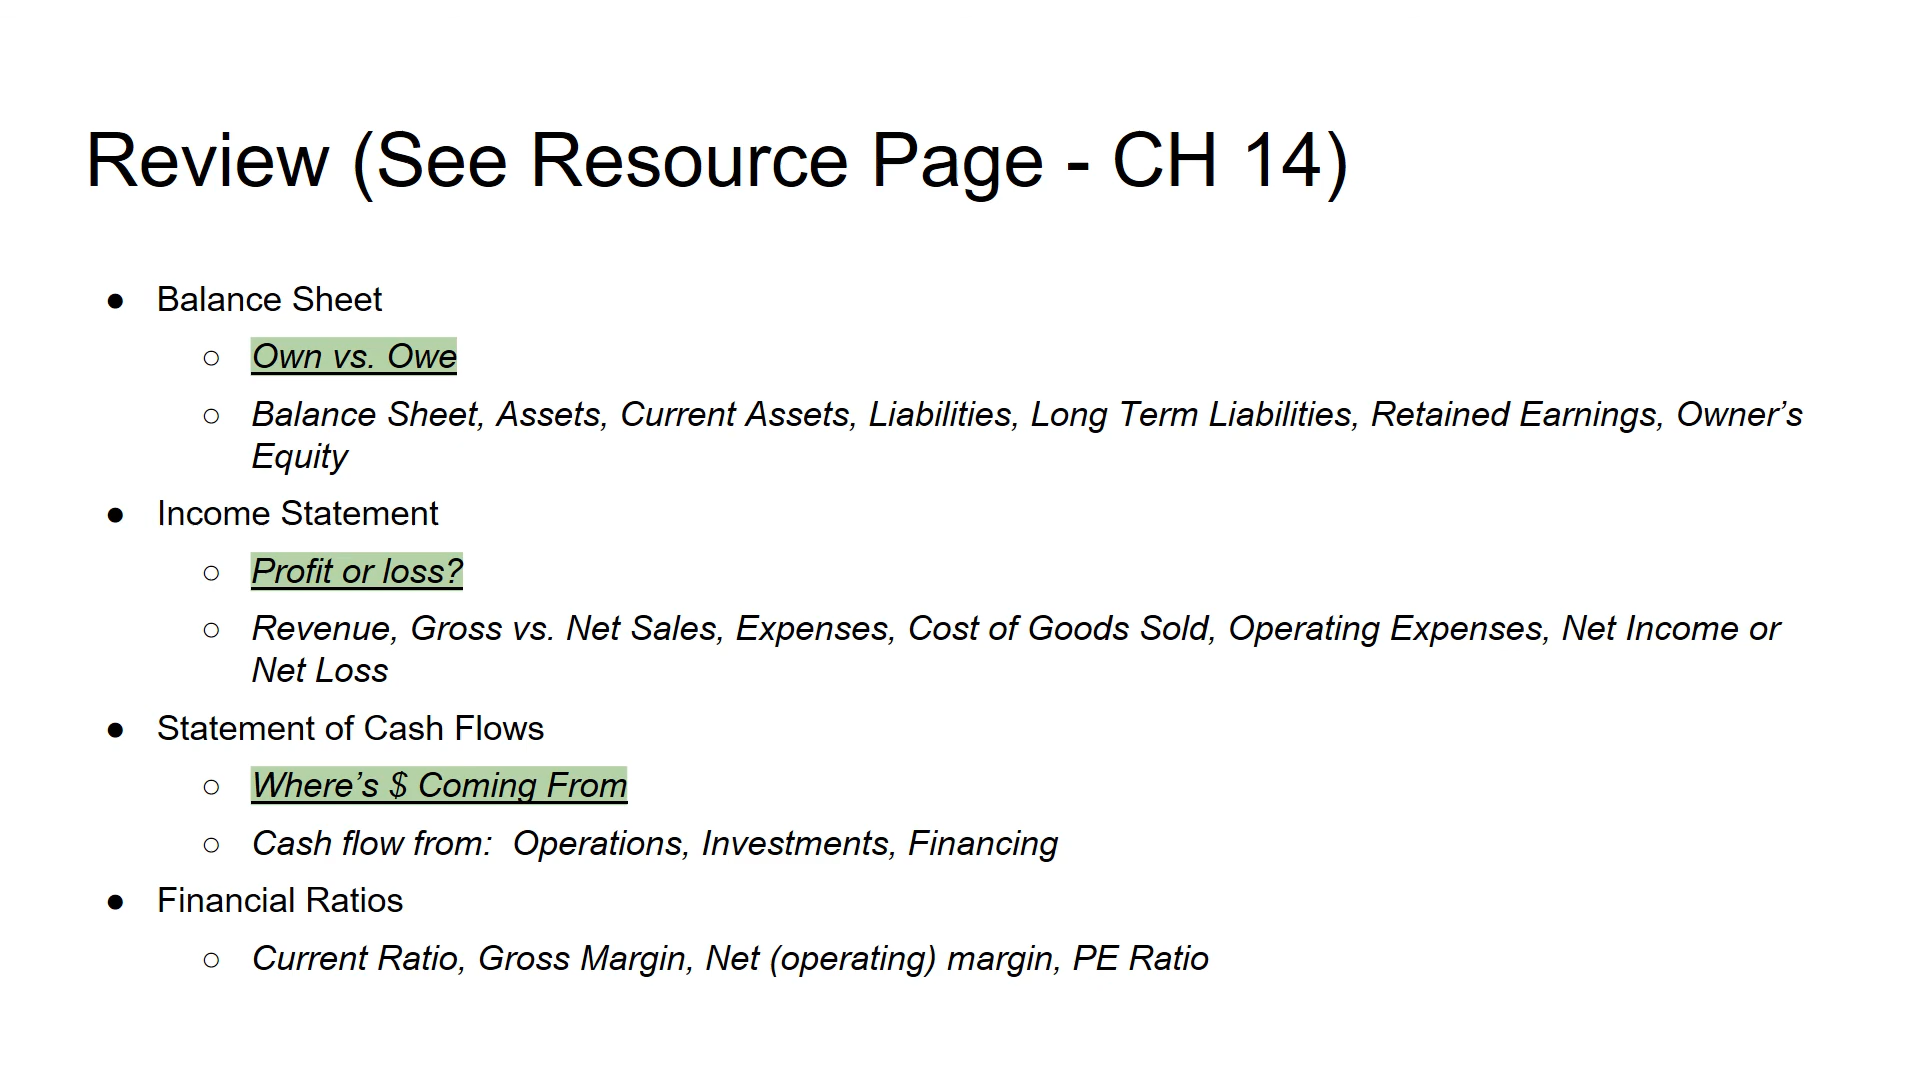 Review (See Resource Page - CH 14)
● Balance Sheet
○ Own vs. Owe
○ Balance Sheet, Assets, Current Assets, Liabilities, Long Term Liabilities, Retained Earnings, Owner’s
Equity
● Income Statement
○ Profit or loss?
○ Revenue, Gross vs. Net Sales, Expenses, Cost of Goods Sold, Operating Expenses, Net Income or
Net Loss
● Statement of Cash Flows
○ Where’s $ Coming From
○ Cash flow from:  Operations, Investments, Financing
● Financial Ratios
○ Current Ratio, Gross Margin, Net (operating) margin, PE Ratio